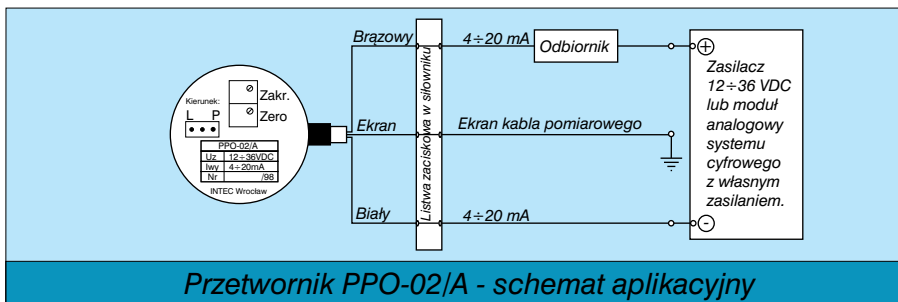 Brązowy
4÷20 mA
Odbiornik
Zasilacz
12÷36 VDC
lub moduł
analogowy
systemu
cyfrowego
z własnym
zasilaniem.
+
-
Kierunek:
L P
Zakr.
Zero
PPO-02/A
Uz 12÷36VDC
Iwy 4÷20mA
Nr /98
INTEC Wrocław
Ekran
Listwa zaciskowa w siłowniku
Ekran kabla pomiarowego
Biały
4÷20 mA
Przetwornik PPO-02/A - schemat aplikacyjny